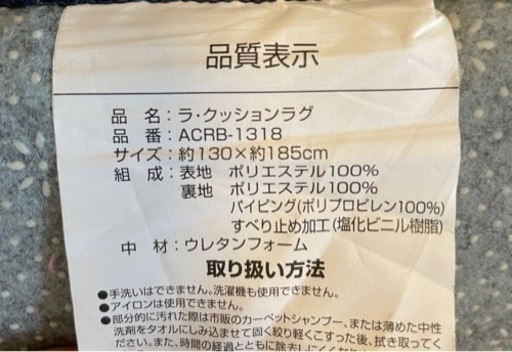 品質表示
品　名：ラ・クッションラグ
品　番：ACRB-1318
サイズ：約130×約185cm
組　成：表地　ポリエステル100%
裏地　ポリエステル100%
パイピング(ポリプロピレン100%)
すべり止め加工(塩化ビニル樹脂)
中　材：ウレタンフォーム
取り扱い方法
●手洗いはできません。洗濯機も使用できません。
●アイロンは使用できません。
●部分的に汚れた際は市販のカーペットシャンプー、または薄めた中性
洗剤をタオルにしみ込ませて固く絞り軽くこすった後、拭き取ってく
ださい。また、時間の経過とともに除去しにくくなり